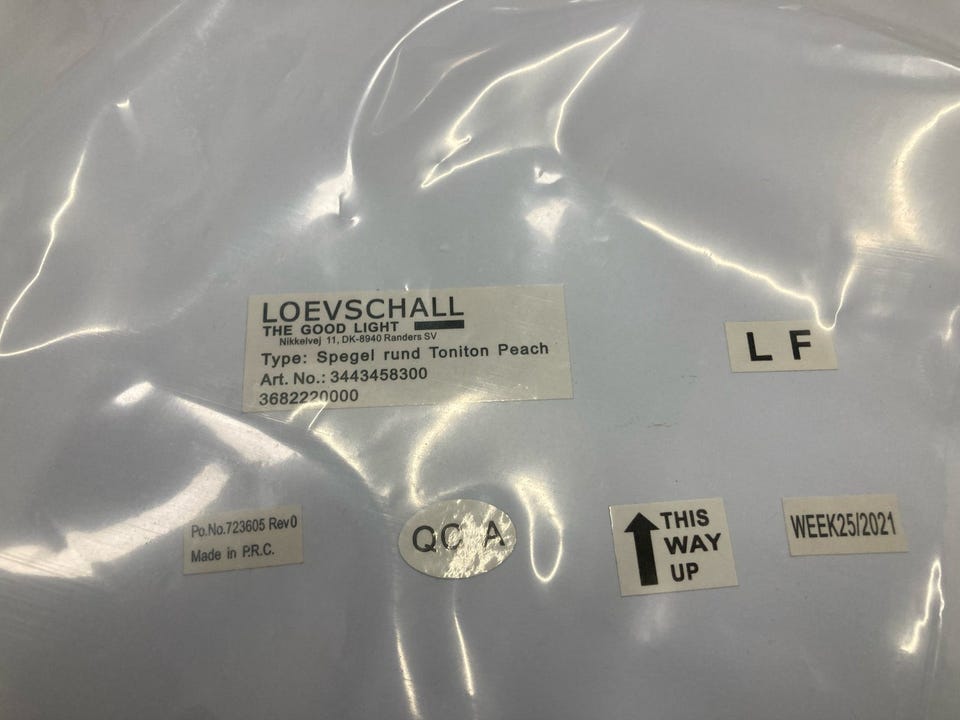 LOEVSCHALL
THE GOOD LIGHT
Nikkelvej 11, DK-8940 Randers SV
Type: Spegel rund Toniton Peach
Art. No.: 3443458300
3682220000
L F
Po.No.723605 Rev0
Made in P.R.C.
QC A
THIS
WAY
UP
WEEK25/2021